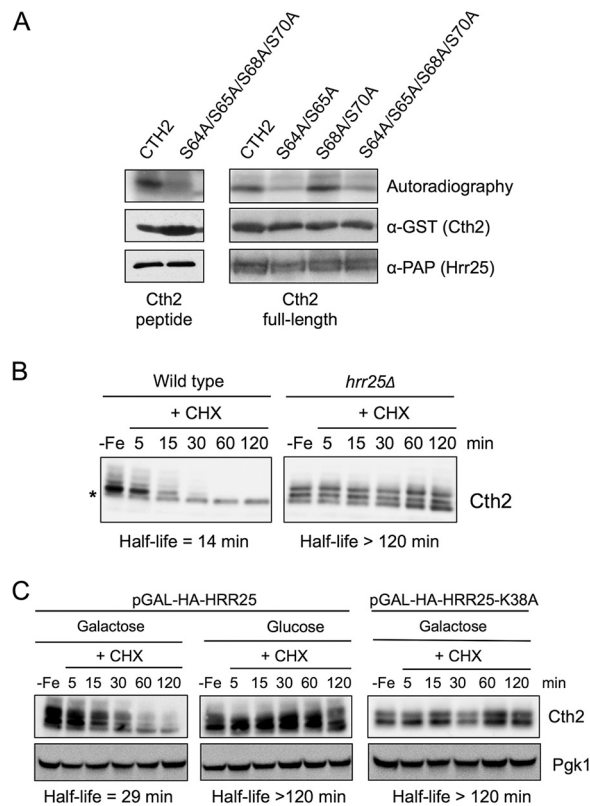 A
CTH2
S64A/S65A/S68A/S70A
CTH2
S64A/S65A
S68A/S70A
S64A/S65A/S68A/S70A
Autoradiography
α-GST (Cth2)
α-PAP (Hrr25)
Cth2 peptide
Cth2 full-length
B
Wild type
hrr25Δ
+ CHX
+ CHX
-Fe 5 15 30 60 120
-Fe 5 15 30 60 120 min
*
Cth2
Half-life = 14 min
Half-life > 120 min
C
pGAL-HA-HRR25
pGAL-HA-HRR25-K38A
Galactose
Glucose
Galactose
+ CHX
+ CHX
+ CHX
-Fe 5 15 30 60 120
-Fe 5 15 30 60 120
-Fe 5 15 30 60 120 min
Cth2
Pgk1
Half-life = 29 min
Half-life >120 min
Half-life > 120 min